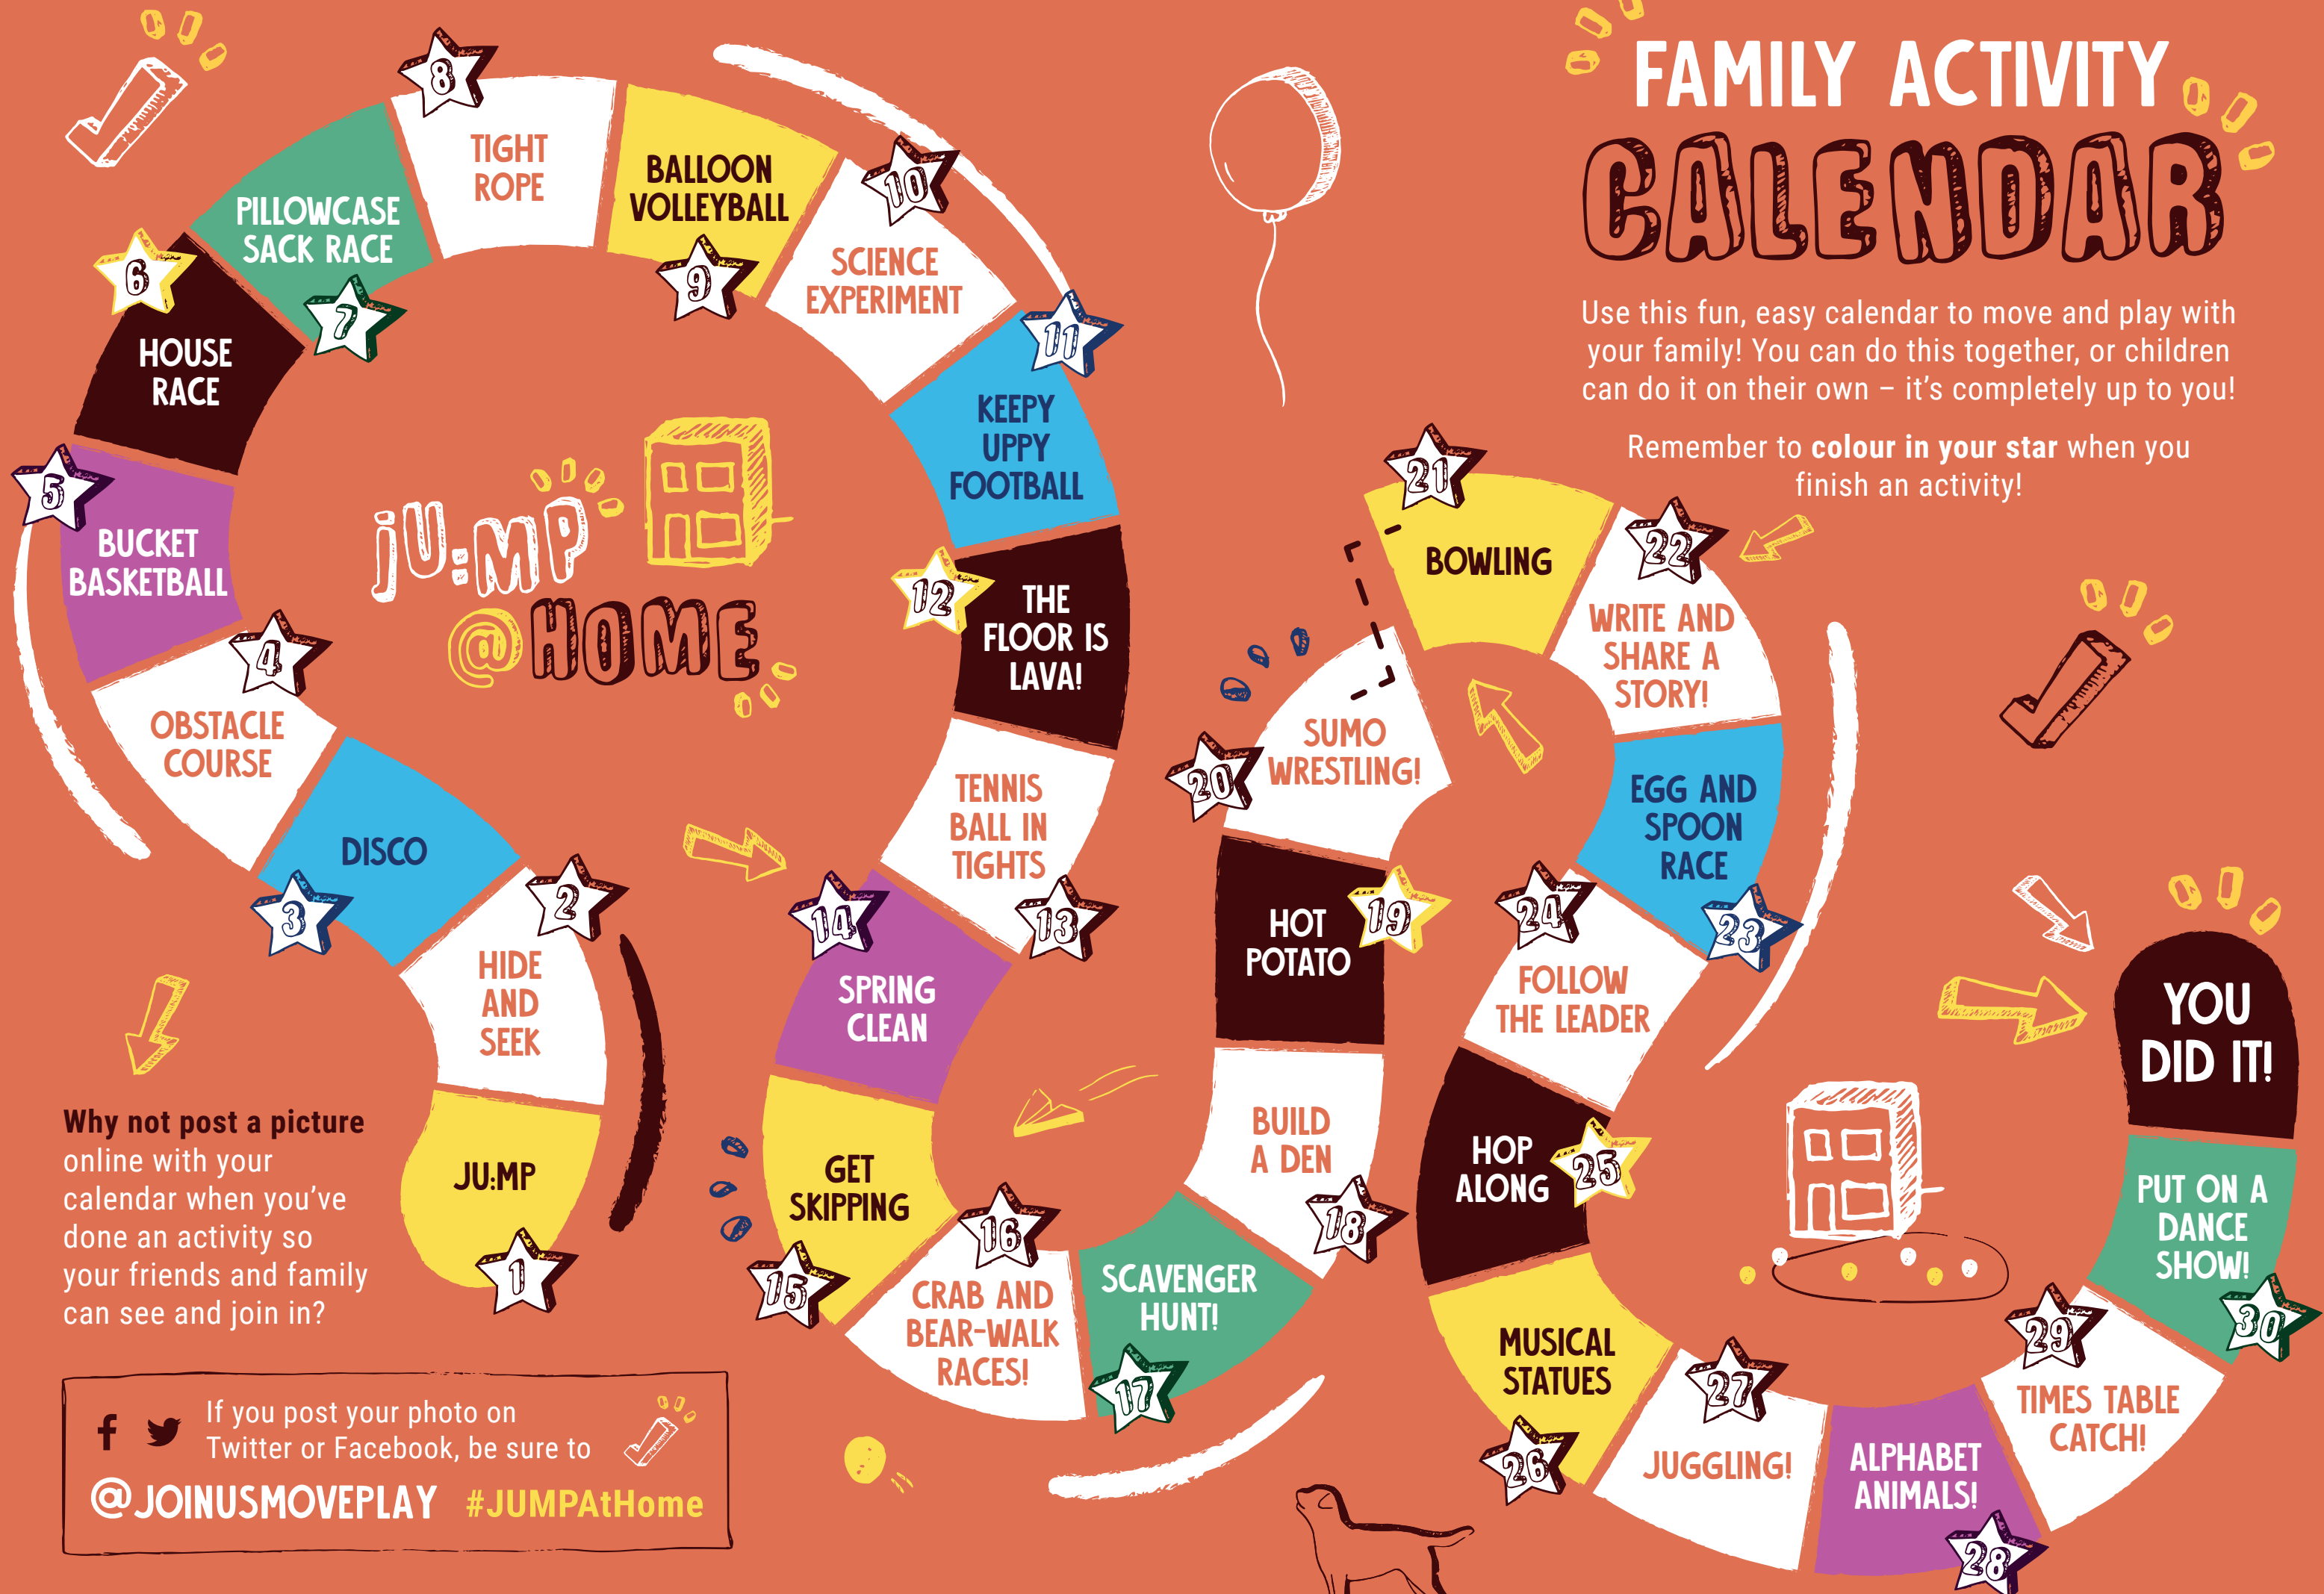 FAMILY ACTIVITY
CALENDAR
Use this fun, easy calendar to move and play with
your family! You can do this together, or children
can do it on their own – it's completely up to you!
Remember to colour in your star when you
finish an activity!
jU:MP
@HOME
JU:MP
1
2
HIDE
AND
SEEK
DISCO
3
4
OBSTACLE
COURSE
5
BUCKET
BASKETBALL
6
HOUSE
RACE
PILLOWCASE
SACK RACE
7
8
TIGHT
ROPE
BALLOON
VOLLEYBALL
9
10
SCIENCE
EXPERIMENT
11
KEEPY
UPPY
FOOTBALL
12
THE
FLOOR IS
LAVA!
TENNIS
BALL IN
TIGHTS
13
14
SPRING
CLEAN
GET
SKIPPING
15
16
CRAB AND
BEAR-WALK
RACES!
SCAVENGER
HUNT!
17
BUILD
A DEN
18
19
HOT
POTATO
SUMO
WRESTLING!
20
21
BOWLING
22
WRITE AND
SHARE A
STORY!
EGG AND
SPOON
RACE
23
24
FOLLOW
THE LEADER
HOP
ALONG
25
MUSICAL
STATUES
26
27
JUGGLING!
ALPHABET
ANIMALS!
28
29
TIMES TABLE
CATCH!
PUT ON A
DANCE
SHOW!
30
YOU
DID IT!
Why not post a picture
online with your
calendar when you've
done an activity so
your friends and family
can see and join in?
If you post your photo on
Twitter or Facebook, be sure to
@JOINUSMOVEPLAY #JUMPAtHome